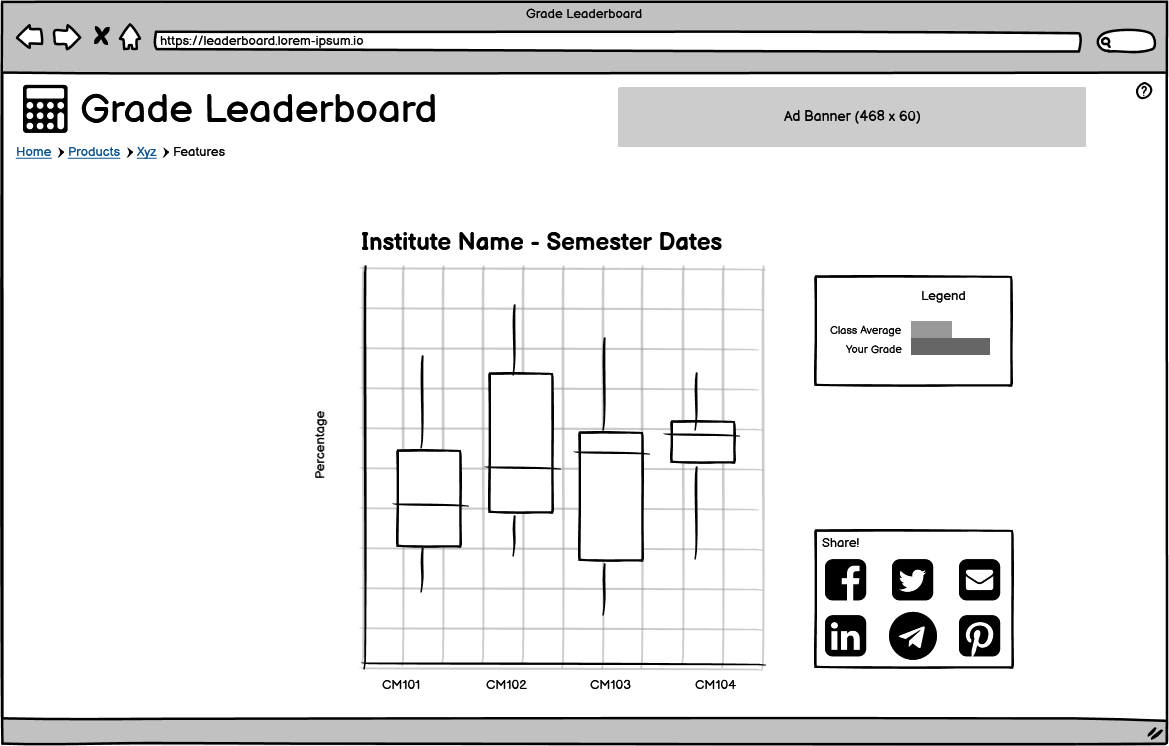 Grade Leaderboard
https://leaderboard.lorem-ipsum.io
Grade Leaderboard
Ad Banner (468 x 60)
?
Home Products Xyz Features
Institute Name - Semester Dates
Legend
Class Average
Your Grade
Percentage
Share!
CM101 CM102 CM103 CM104